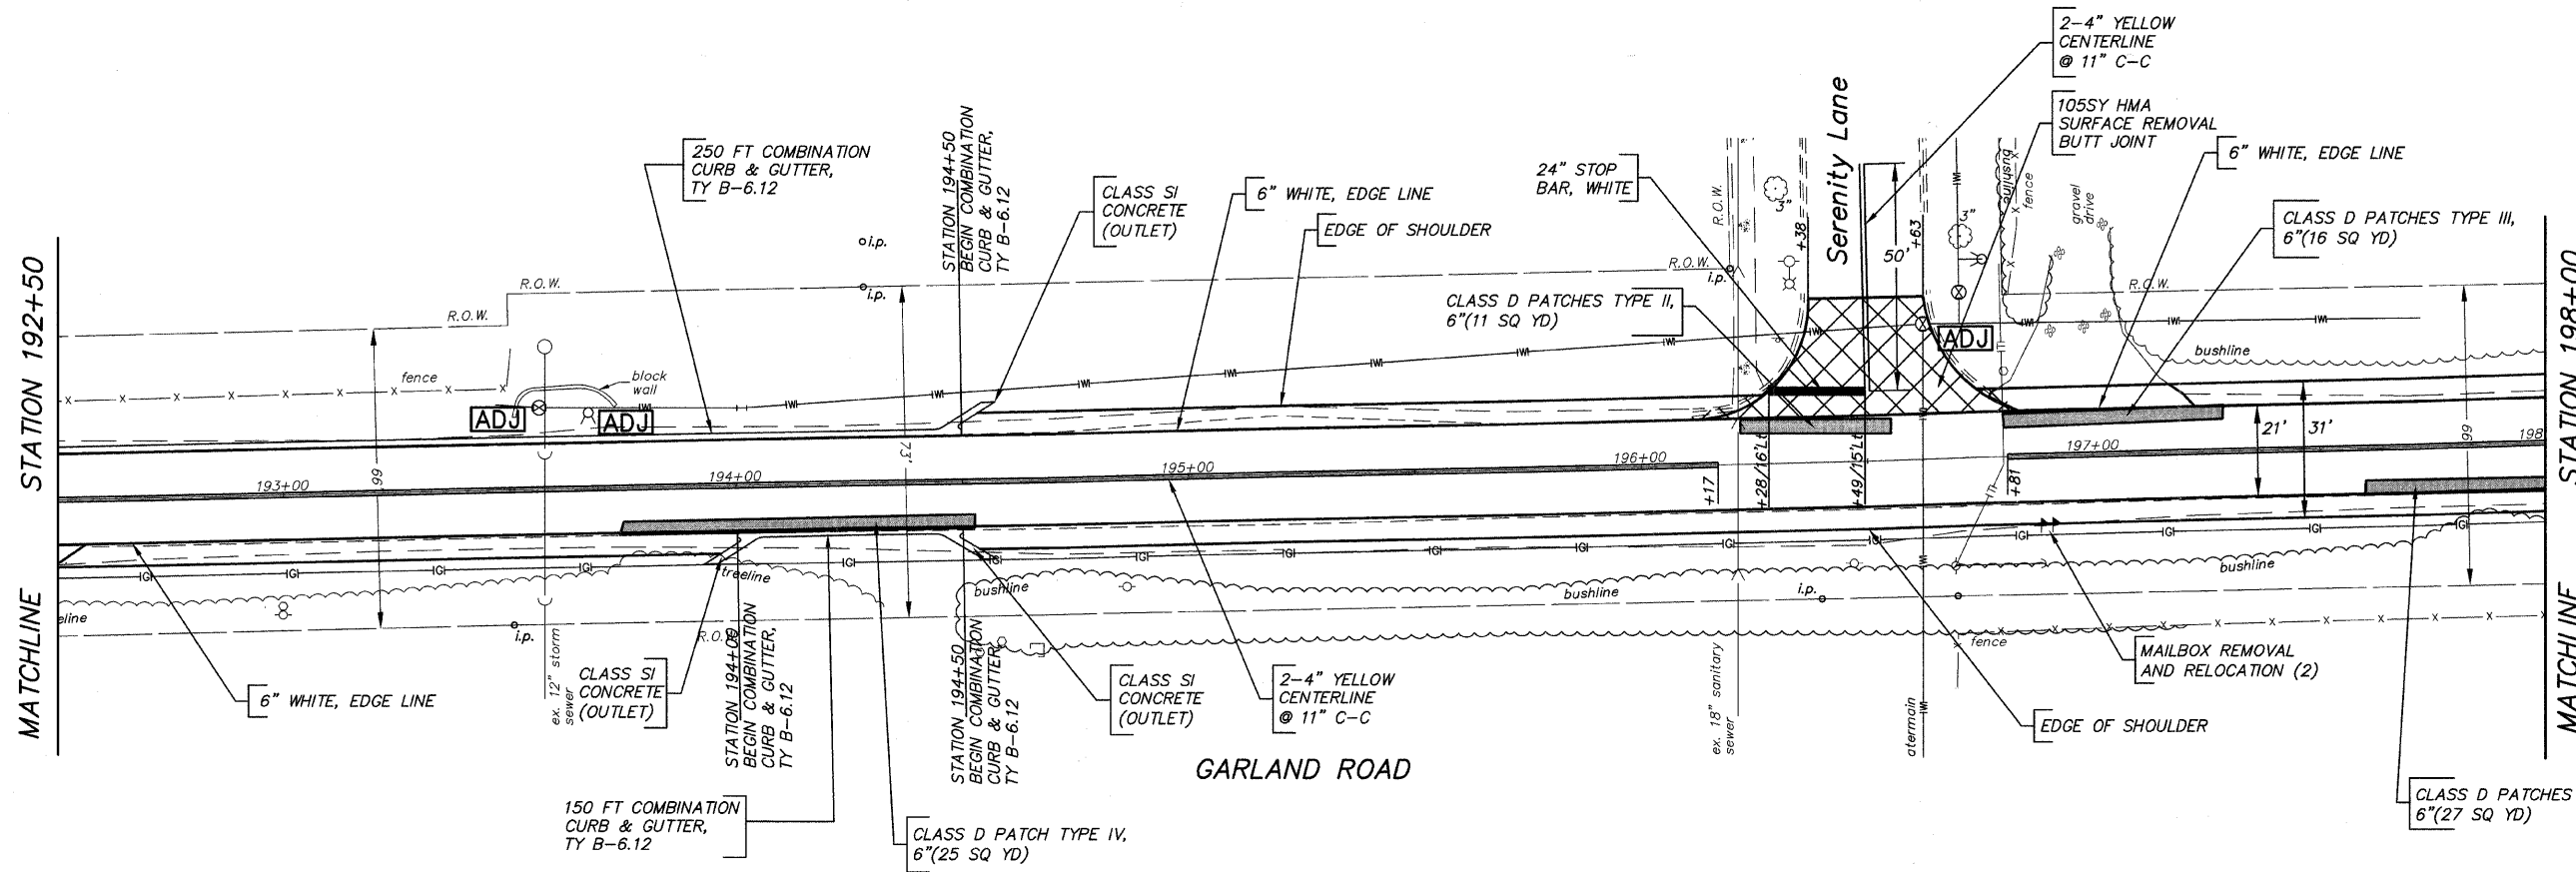 2-4" YELLOW
CENTERLINE
@ 11" C-C
105SY HMA
SURFACE REMOVAL
BUTT JOINT
6" WHITE, EDGE LINE
CLASS D PATCHES TYPE III,
6"(16 SQ YD)
250 FT COMBINATION
CURB & GUTTER,
TY B-6.12
STATION 194+50
BEGIN COMBINATION
CURB & GUTTER,
TY B-6.12
CLASS SI
CONCRETE
(OUTLET)
6" WHITE, EDGE LINE
EDGE OF SHOULDER
24" STOP
BAR, WHITE
CLASS D PATCHES TYPE II,
6"(11 SQ YD)
Serenity Lane
R.O.W.
3"
+38
50'
+63
3"
bushline
fence
gravel
drive
i.p.
i.p.
R.O.W.
R.O.W.
R.O.W.
i.p.
R.O.W.
fence
block
wall
ADJ
ADJ
ADJ
bushline
STATION 192+50
MATCHLINE
STATION 198+00
MATCHLINE
66'
73'
21'
31'
66
193+00
194+00
195+00
196+00
197+00
198
+17
+28/16'Lt
+49/15'Lt
+81
treeline
eline
bushline
bushline
bushline
i.p.
i.p.
R.O.W.
fence
6" WHITE, EDGE LINE
ex. 12" storm
sewer
CLASS SI
CONCRETE
(OUTLET)
STATION 194+00
BEGIN COMBINATION
CURB & GUTTER,
TY B-6.12
STATION 194+50
BEGIN COMBINATION
CURB & GUTTER,
TY B-6.12
CLASS SI
CONCRETE
(OUTLET)
2-4" YELLOW
CENTERLINE
@ 11" C-C
ex. 18" sanitary
sewer
atermain
MAILBOX REMOVAL
AND RELOCATION (2)
EDGE OF SHOULDER
GARLAND ROAD
150 FT COMBINATION
CURB & GUTTER,
TY B-6.12
CLASS D PATCH TYPE IV,
6"(25 SQ YD)
CLASS D PATCHES
6"(27 SQ YD)